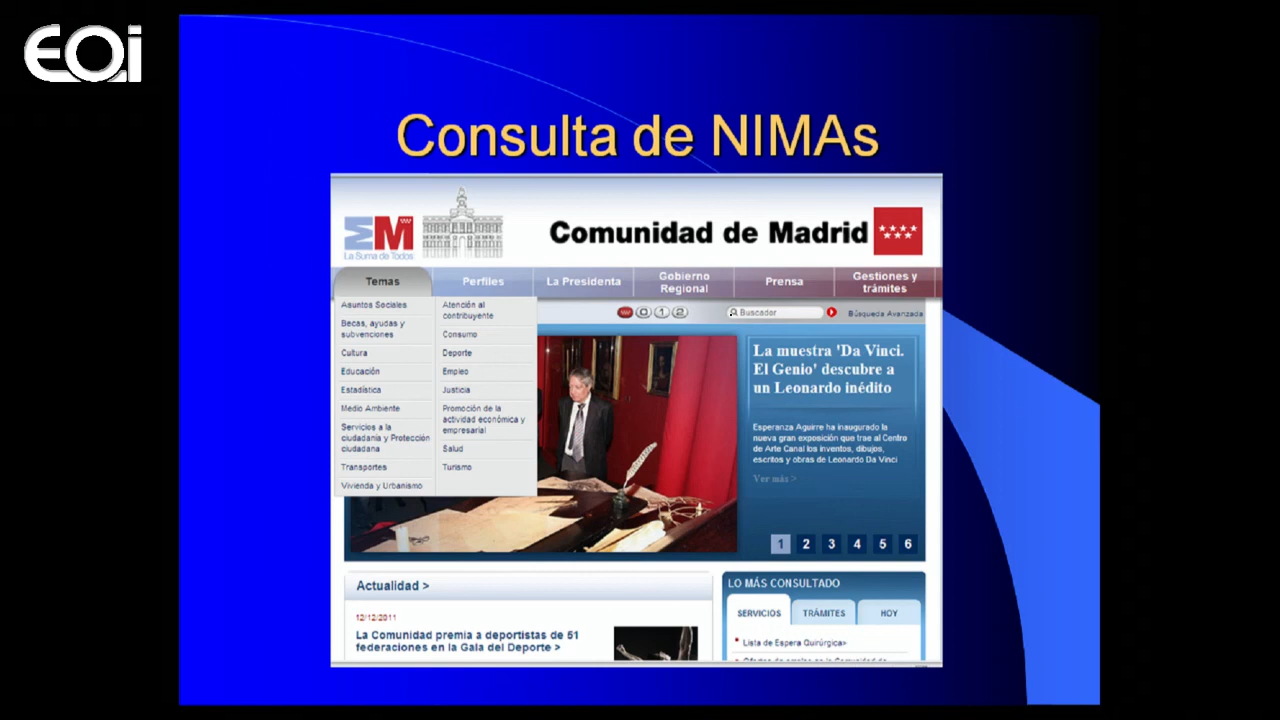 EOI
Consulta de NIMAs
M
La Suma de Todos
Comunidad de Madrid
Temas
Perfiles
La Presidenta
Gobierno
Regional
Prensa
Gestiones y
trámites
012
Buscador
Búsqueda Avanzada
Asuntos Sociales
Becas, ayudas y
subvenciones
Cultura
Educación
Estadística
Medio Ambiente
Servicios a la
ciudadanía y Protección
ciudadana
Transportes
Vivienda y Urbanismo
Atención al
contribuyente
Consumo
Deporte
Empleo
Justicia
Promoción de la
actividad económica y
empresarial
Salud
Turismo
La muestra 'Da Vinci.
El Genio' descubre a
un Leonardo inédito
Esperanza Aguirre ha inaugurado la
nueva gran exposición que trae al Centro
de Arte Canal los inventos, dibujos,
escritos y obras de Leonardo Da Vinci
Ver más >
1 2 3 4 5 6
Actualidad >
12/12/2011
La Comunidad premia a deportistas de 51
federaciones en la Gala del Deporte >
LO MÁS CONSULTADO
SERVICIOS
TRÁMITES
HOY
Lista de Espera Quirúrgica>